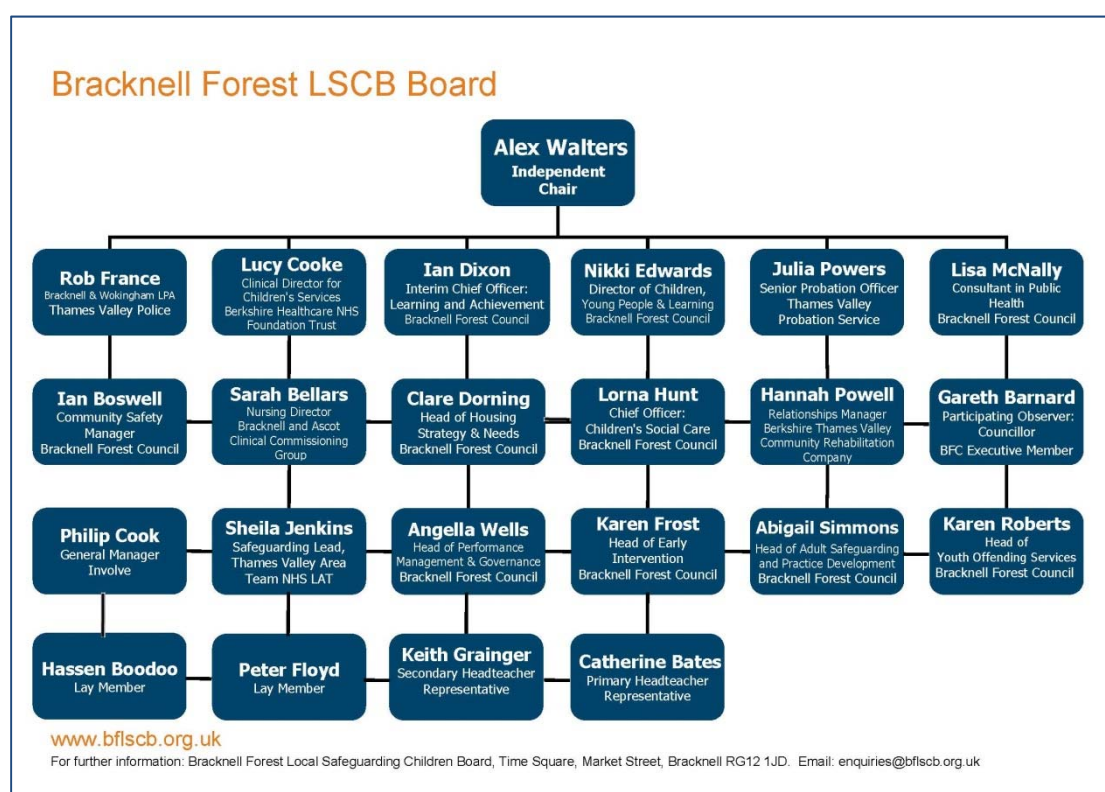 Bracknell Forest LSCB Board
Alex Walters
Independent
Chair
Rob France
Bracknell & Wokingham LPA
Thames Valley Police
Lucy Cooke
Clinical Director for
Children's Services
Berkshire Healthcare NHS
Foundation Trust
Ian Dixon
Interim Chief Officer:
Learning and Achievement
Bracknell Forest Council
Nikki Edwards
Director of Children,
Young People & Learning
Bracknell Forest Council
Julia Powers
Senior Probation Officer
Thames Valley
Probation Service
Lisa McNally
Consultant in Public
Health
Bracknell Forest Council
Ian Boswell
Community Safety
Manager
Bracknell Forest Council
Sarah Bellars
Nursing Director
Bracknell and Ascot
Clinical Commissioning
Group
Clare Dorning
Head of Housing
Strategy & Needs
Bracknell Forest Council
Lorna Hunt
Chief Officer:
Children's Social Care
Bracknell Forest Council
Hannah Powell
Relationships Manager
Berkshire Thames Valley
Community Rehabilitation
Company
Gareth Barnard
Participating Observer:
Councillor
BFC Executive Member
Philip Cook
General Manager
Involve
Sheila Jenkins
Safeguarding Lead,
Thames Valley Area
Team NHS LAT
Angella Wells
Head of Performance
Management & Governance
Bracknell Forest Council
Karen Frost
Head of Early
Intervention
Bracknell Forest Council
Abigail Simmons
Head of Adult Safeguarding
and Practice Development
Bracknell Forest Council
Karen Roberts
Head of
Youth Offending Services
Bracknell Forest Council
Hassen Boodoo
Lay Member
Peter Floyd
Lay Member
Keith Grainger
Secondary Headteacher
Representative
Catherine Bates
Primary Headteacher
Representative
www.bflscb.org.uk
For further information: Bracknell Forest Local Safeguarding Children Board, Time Square, Market Street, Bracknell RG12 1JD. Email: enquiries@bflscb.org.uk